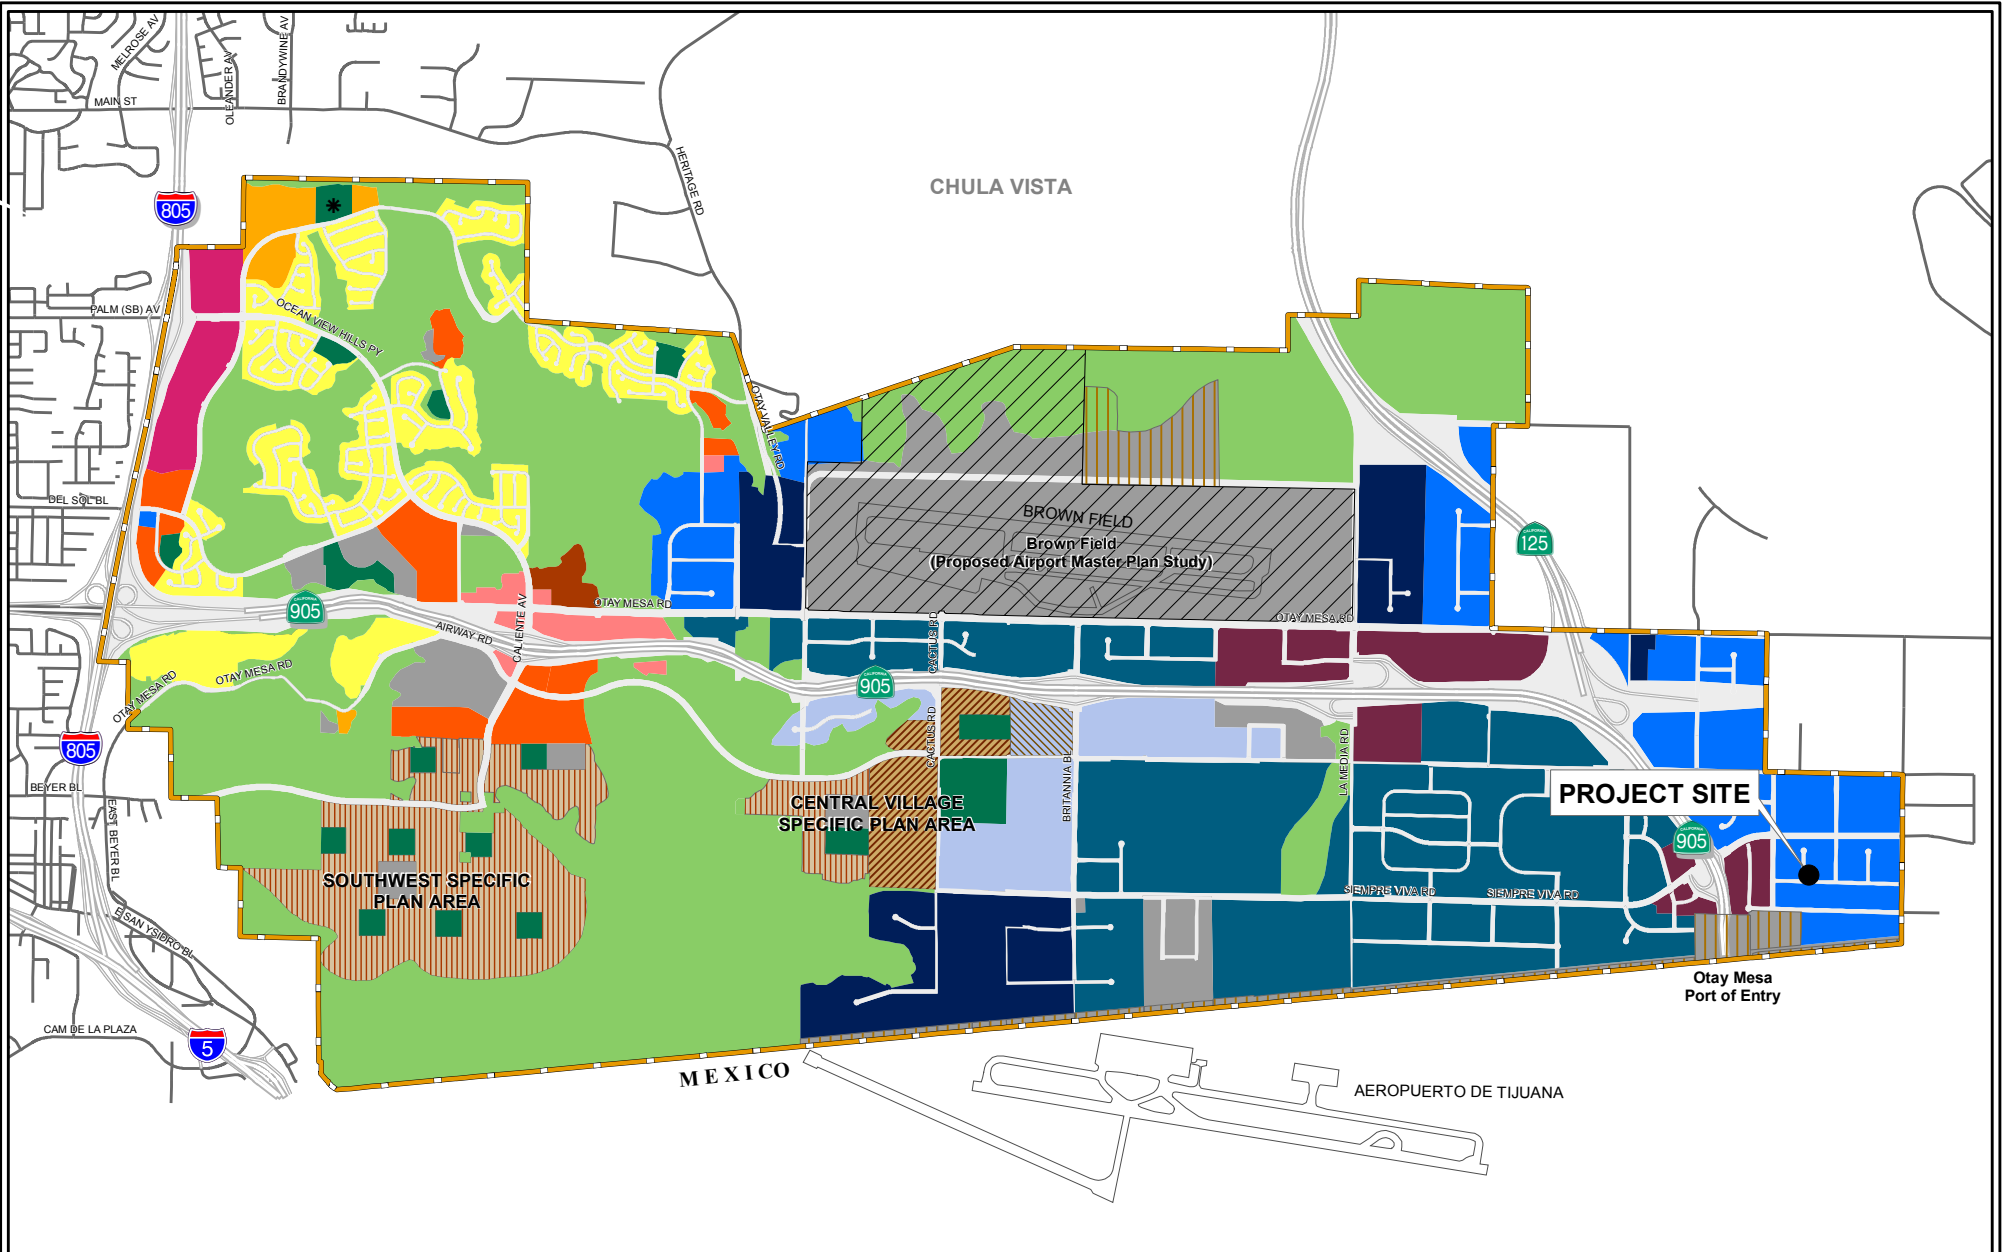 MELROSE AV
OLEANDER AV
BRANDYWINE AV
MAIN ST
HERITAGE RD
CHULA VISTA
805
PALM (SB) AV
OCEAN VIEW HILLS PY
OTAY VALLEY RD
DEL SOL BL
BROWN FIELD
Brown Field
(Proposed Airport Master Plan Study)
CALIFORNIA
125
CALIFORNIA
905
OTAY MESA RD
OTAY MESA RD
AIRWAY RD
CALIENTE AV
CACTUS RD
CALIFORNIA
905
OTAY MESA RD
OTAY MESA RD
805
CACTUS RD
BRITANNIA BL
LA MEDIA RD
BEYER BL
EAST BEYER BL
CENTRAL VILLAGE
SPECIFIC PLAN AREA
PROJECT SITE
CALIFORNIA
905
SOUTHWEST SPECIFIC
PLAN AREA
SIEMPRE VIVA RD
SIEMPRE VIVA RD
E SAN YSIDRO BL
Otay Mesa
Port of Entry
CAM DE LA PLAZA
5
MEXICO
AEROPUERTO DE TIJUANA